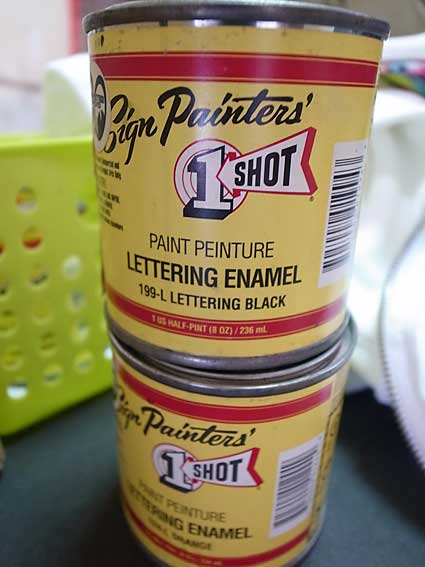 Sign Painters'
1 SHOT
PAINT PEINTURE
LETTERING ENAMEL
199-L LETTERING BLACK
1 US HALF-PINT (8 OZ) / 236 mL
Sign Painters'
1 SHOT
PAINT PEINTURE
LETTERING ENAMEL
ORANGE